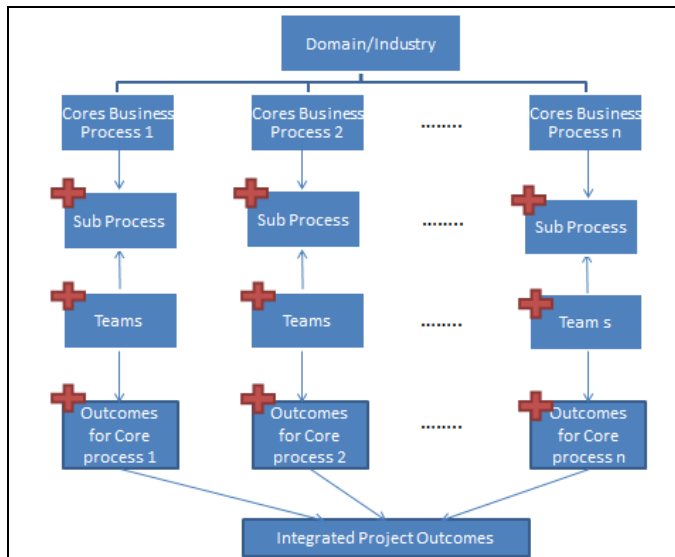 Domain/Industry
Cores Business
Process 1
Cores Business
Process 2
........
Cores Business
Process n
Sub Process
Sub Process
........
Sub Process
Teams
Teams
........
Team s
Outcomes
for Core
process 1
Outcomes
for Core
process 2
........
Outcomes
for Core
process n
Integrated Project Outcomes